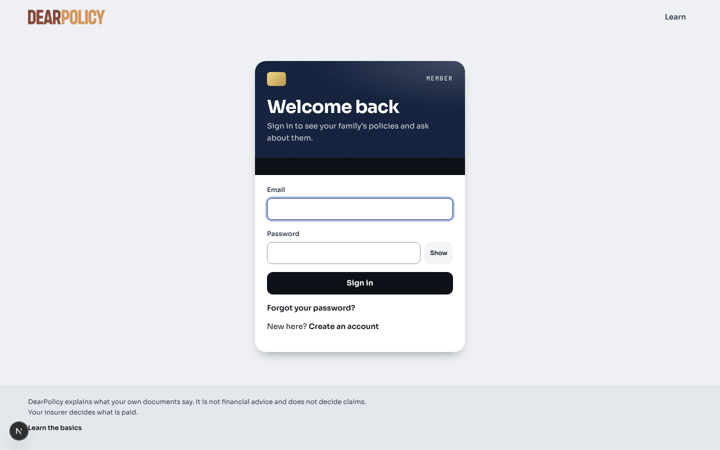 DEARPOLICY
Learn
MEMBER
Welcome back
Sign in to see your family's policies and ask
about them.
Email
Password
Show
Sign in
Forgot your password?
New here? Create an account
DearPolicy explains what your own documents say. It is not financial advice and does not decide claims.
Your insurer decides what is paid.
N
Learn the basics